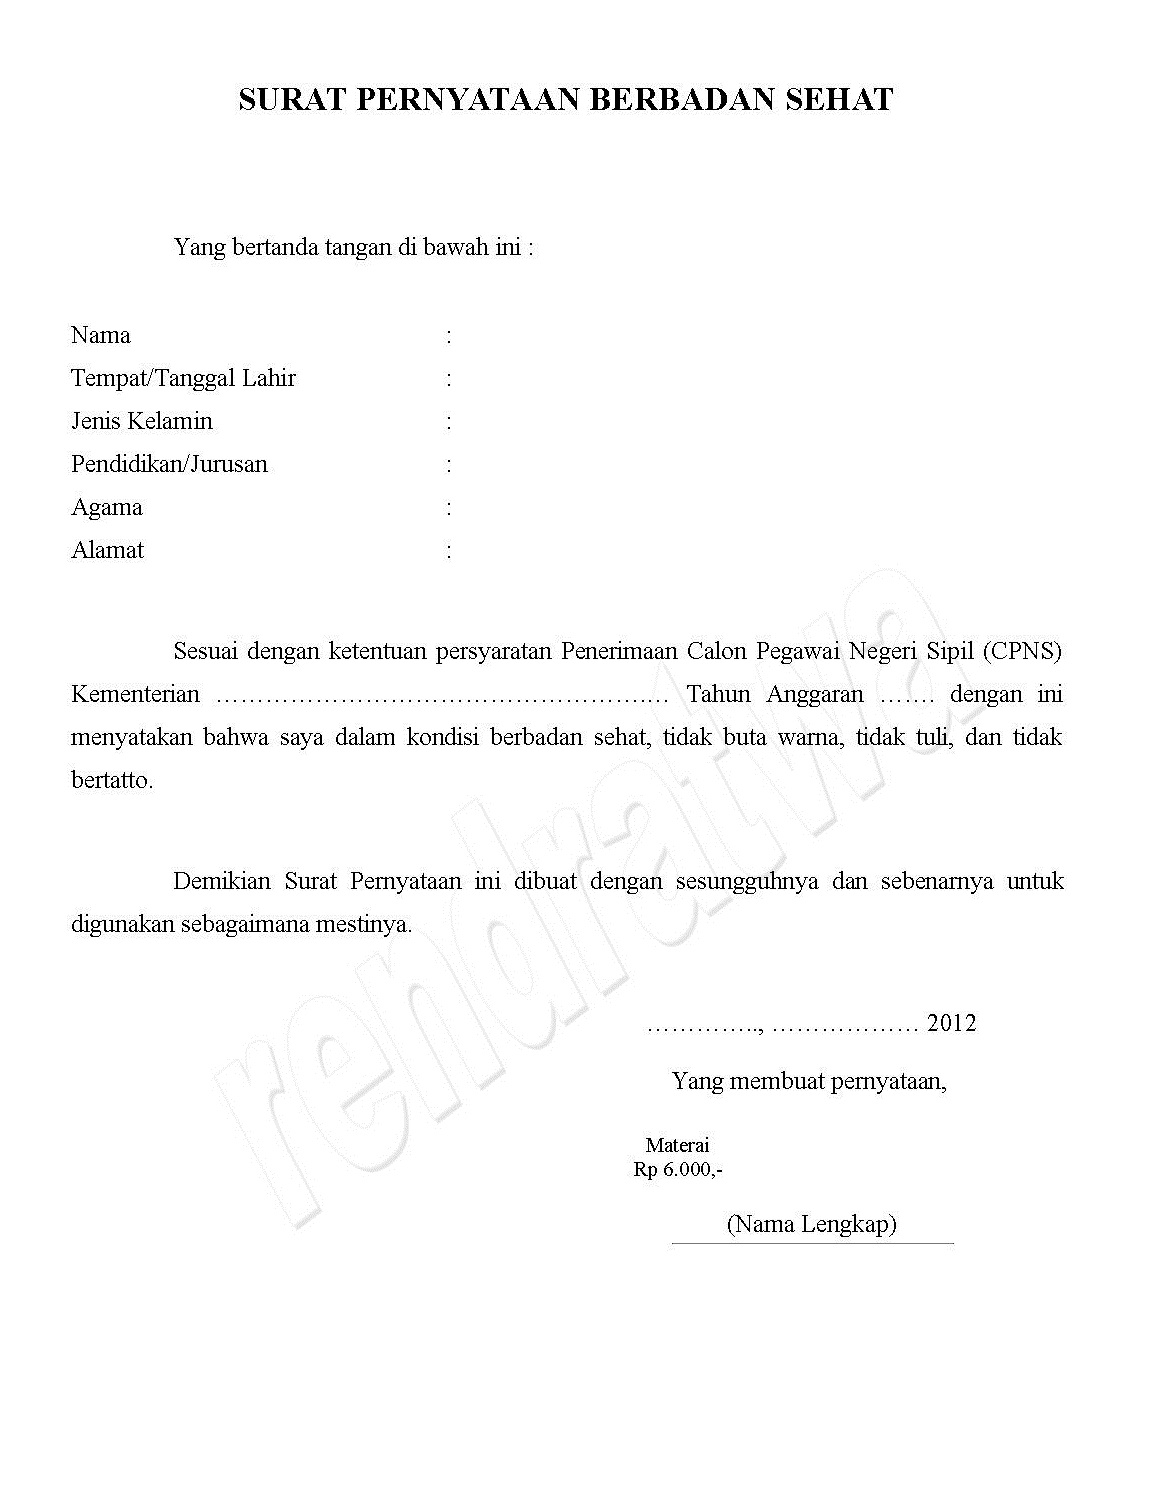 SURAT PERNYATAAN BERBADAN SEHAT
Yang bertanda tangan di bawah ini :
Nama :
Tempat/Tanggal Lahir :
Jenis Kelamin :
Pendidikan/Jurusan :
Agama :
Alamat :
Sesuai dengan ketentuan persyaratan Penerimaan Calon Pegawai Negeri Sipil (CPNS)
Kementerian …………………………………………….… Tahun Anggaran ……. dengan ini
menyatakan bahwa saya dalam kondisi berbadan sehat, tidak buta warna, tidak tuli, dan tidak
bertatto.
Demikian Surat Pernyataan ini dibuat dengan sesungguhnya dan sebenarnya untuk
digunakan sebagaimana mestinya.
………….., ……………… 2012
Yang membuat pernyataan,
Materai
Rp 6.000,-
(Nama Lengkap)
rendratwa